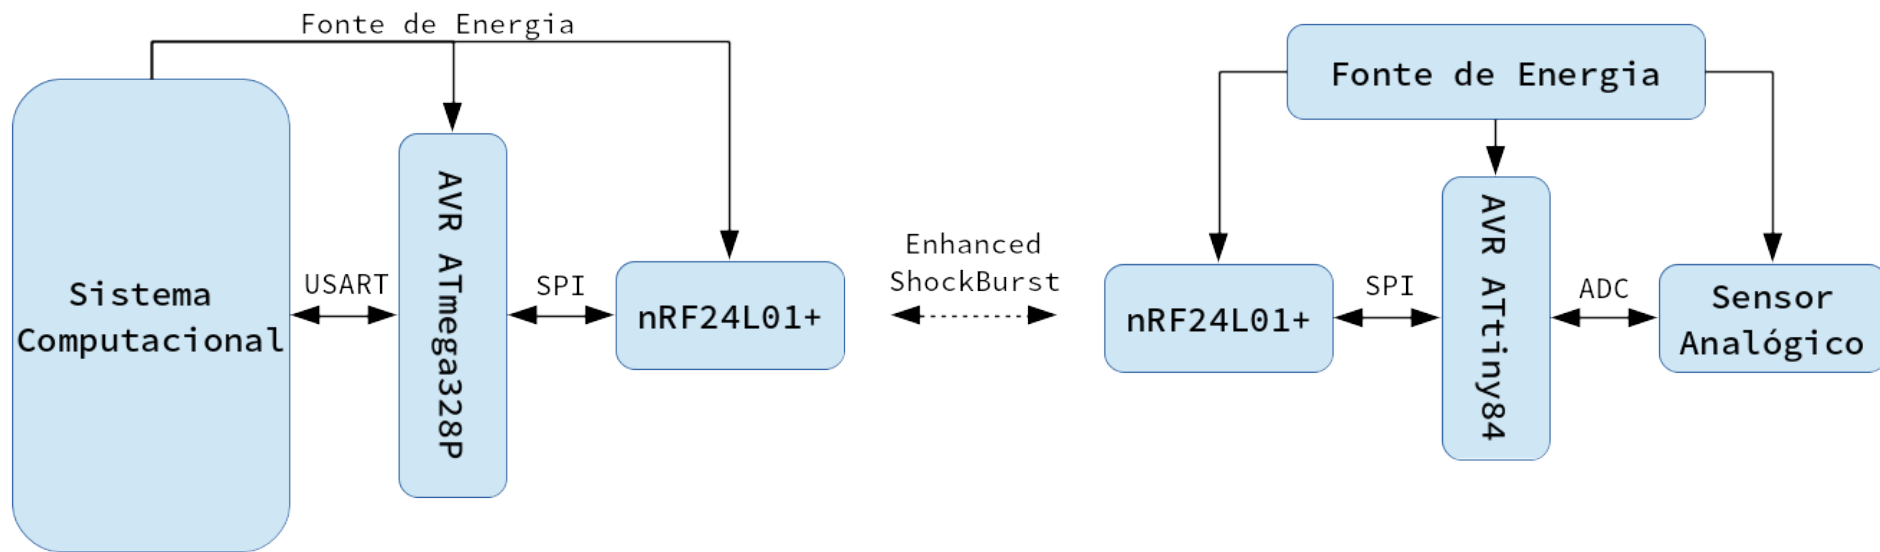 Fonte de Energia
Sistema
Computacional
USART
AVR ATmega328P
SPI
nRF24L01+
Enhanced
ShockBurst
Fonte de Energia
nRF24L01+
SPI
AVR ATtiny84
ADC
Sensor
Analógico